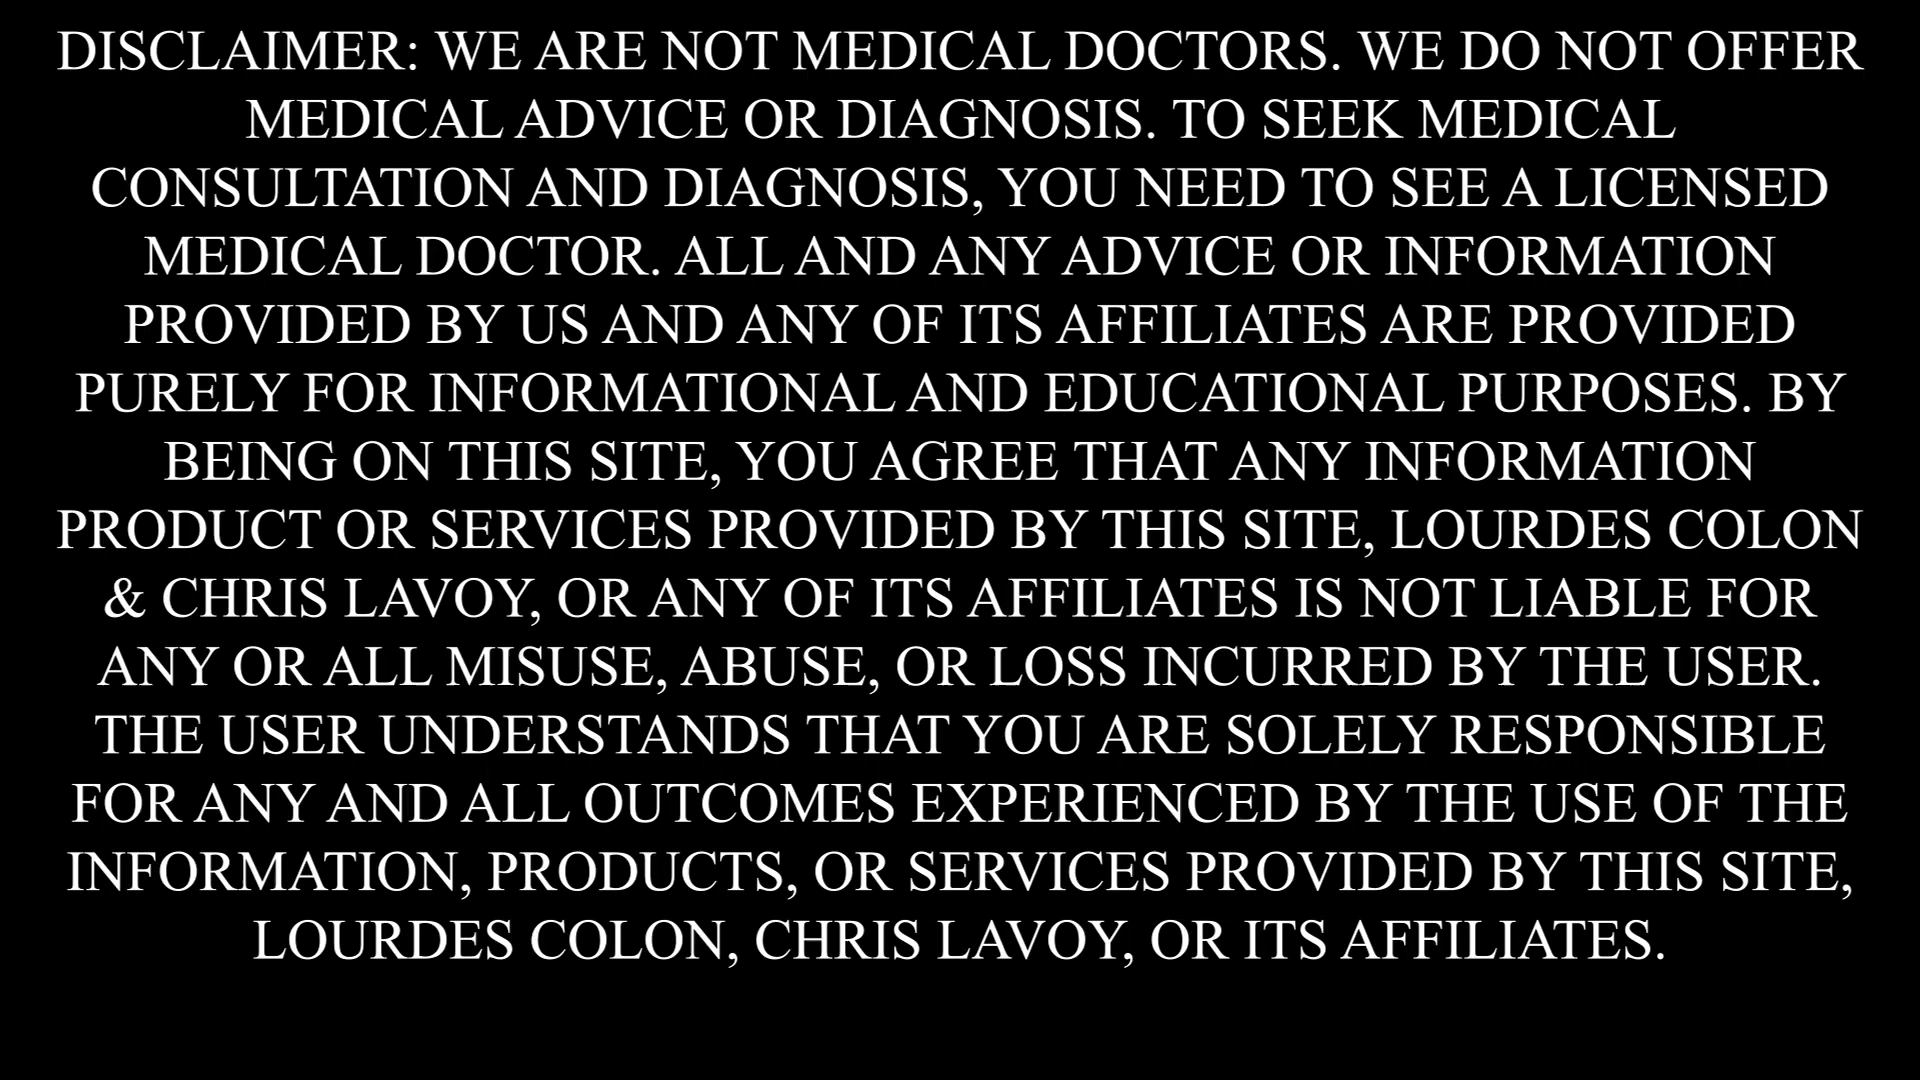 DISCLAIMER: WE ARE NOT MEDICAL DOCTORS. WE DO NOT OFFER
MEDICAL ADVICE OR DIAGNOSIS. TO SEEK MEDICAL
CONSULTATION AND DIAGNOSIS, YOU NEED TO SEE A LICENSED
MEDICAL DOCTOR. ALL AND ANY ADVICE OR INFORMATION
PROVIDED BY US AND ANY OF ITS AFFILIATES ARE PROVIDED
PURELY FOR INFORMATIONAL AND EDUCATIONAL PURPOSES. BY
BEING ON THIS SITE, YOU AGREE THAT ANY INFORMATION
PRODUCT OR SERVICES PROVIDED BY THIS SITE, LOURDES COLON
& CHRIS LAVOY, OR ANY OF ITS AFFILIATES IS NOT LIABLE FOR
ANY OR ALL MISUSE, ABUSE, OR LOSS INCURRED BY THE USER.
THE USER UNDERSTANDS THAT YOU ARE SOLELY RESPONSIBLE
FOR ANY AND ALL OUTCOMES EXPERIENCED BY THE USE OF THE
INFORMATION, PRODUCTS, OR SERVICES PROVIDED BY THIS SITE,
LOURDES COLON, CHRIS LAVOY, OR ITS AFFILIATES.